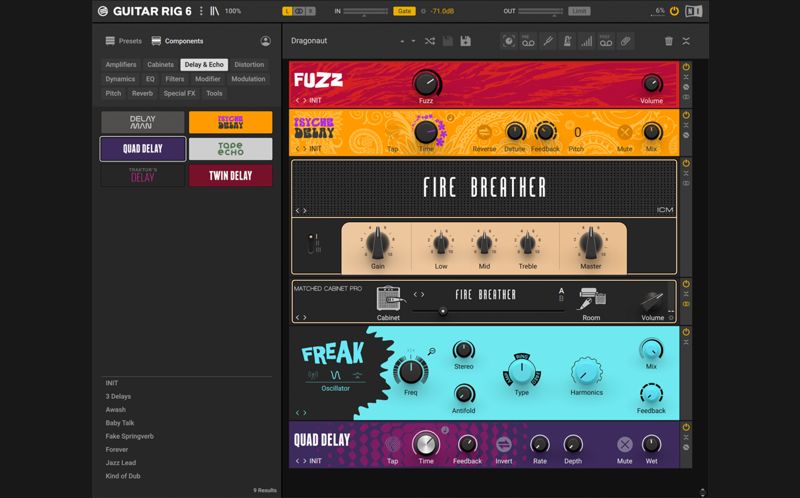 GUITAR RIG 6
100%
L
R
IN
Gate
-71.0dB
OUT
Limit
6%
Presets
Components
Dragonaut
PRE
POST
Amplifiers
Cabinets
Delay & Echo
Distortion
Dynamics
EQ
Filters
Modifier
Modulation
Pitch
Reverb
Special FX
Tools
DELAY
MAN
PSYCHE
DELAY
QUAD DELAY
TAPE
ECHO
TRAKTOR'S
DELAY
TWIN DELAY
INIT
3 Delays
Awash
Baby Talk
Fake Springverb
Forever
Jazz Lead
Kind of Dub
9 Results
FUZZ
INIT
Fuzz
Volume
PSYCHE
DELAY
INIT
Tap
Time
Reverse
Detune
Feedback
0
Pitch
Mute
Mix
FIRE BREATHER
ICM
I
II
III
Gain
Low
Mid
Treble
Master
MATCHED CABINET PRO
Cabinet
FIRE BREATHER
A
B
Room
Volume
FREAK
Oscillator
Freq
Stereo
Antifold
RING
Type
Harmonics
Mix
Feedback
QUAD DELAY
INIT
Tap
Time
Feedback
Invert
Rate
Depth
Mute
Wet